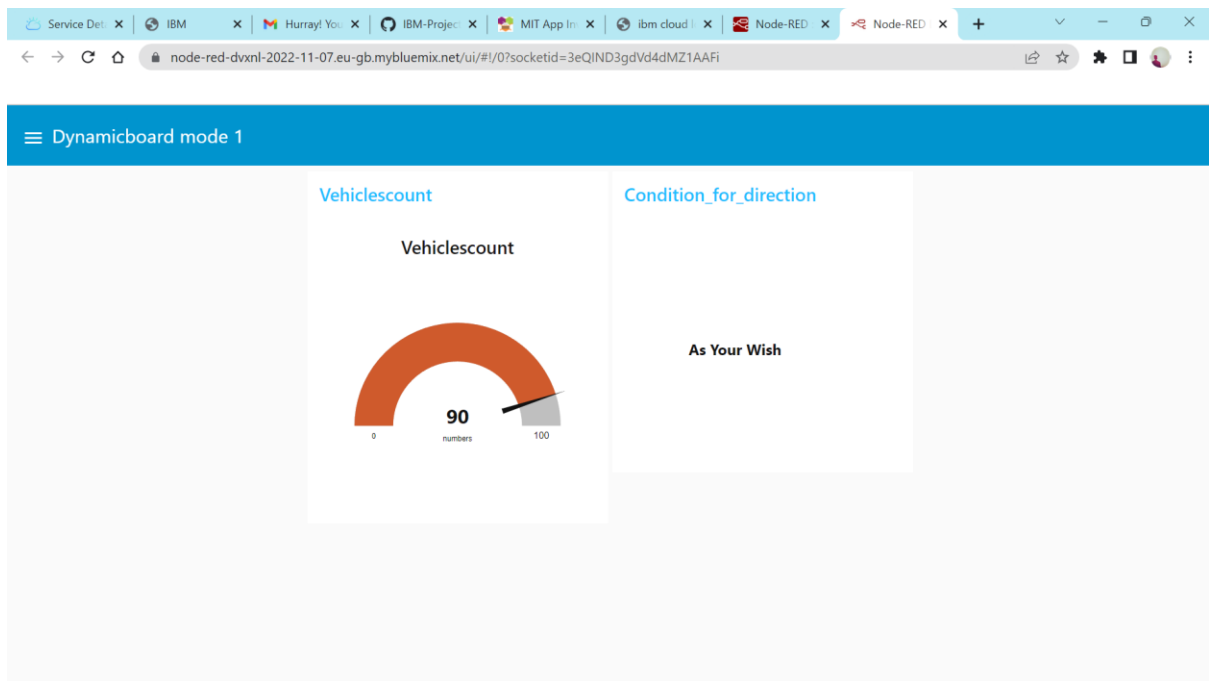 Service Det
IBM
Hurray! You
IBM-Projec
MIT App In
ibm cloud
Node-RED
Node-RED
node-red-dvxnl-2022-11-07.eu-gb.mybluemix.net/ui/#!/0?socketid=3eQIND3gdVd4dMZ1AAFi
Dynamicboard mode 1
Vehiclescount
Condition_for_direction
Vehiclescount
As Your Wish
90
0
numbers
100